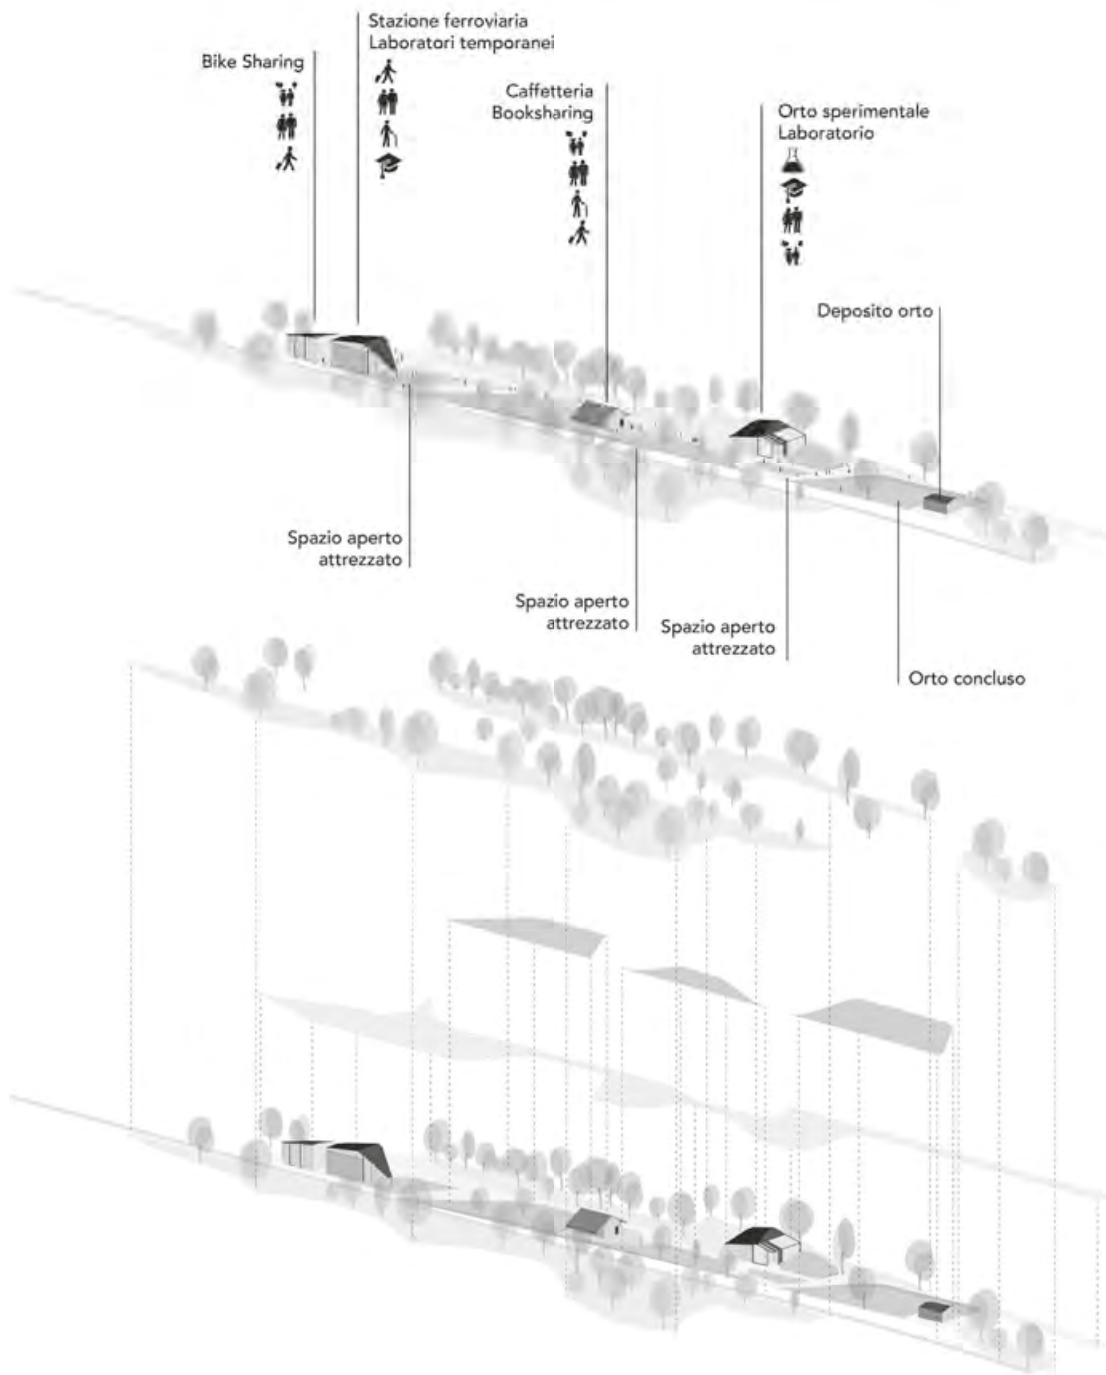 Stazione ferroviaria
Laboratori temporanei
Bike Sharing
Caffetteria
Booksharing
Orto sperimentale
Laboratorio
Deposito orto
Spazio aperto
attrezzato
Spazio aperto
attrezzato
Spazio aperto
attrezzato
Orto concluso